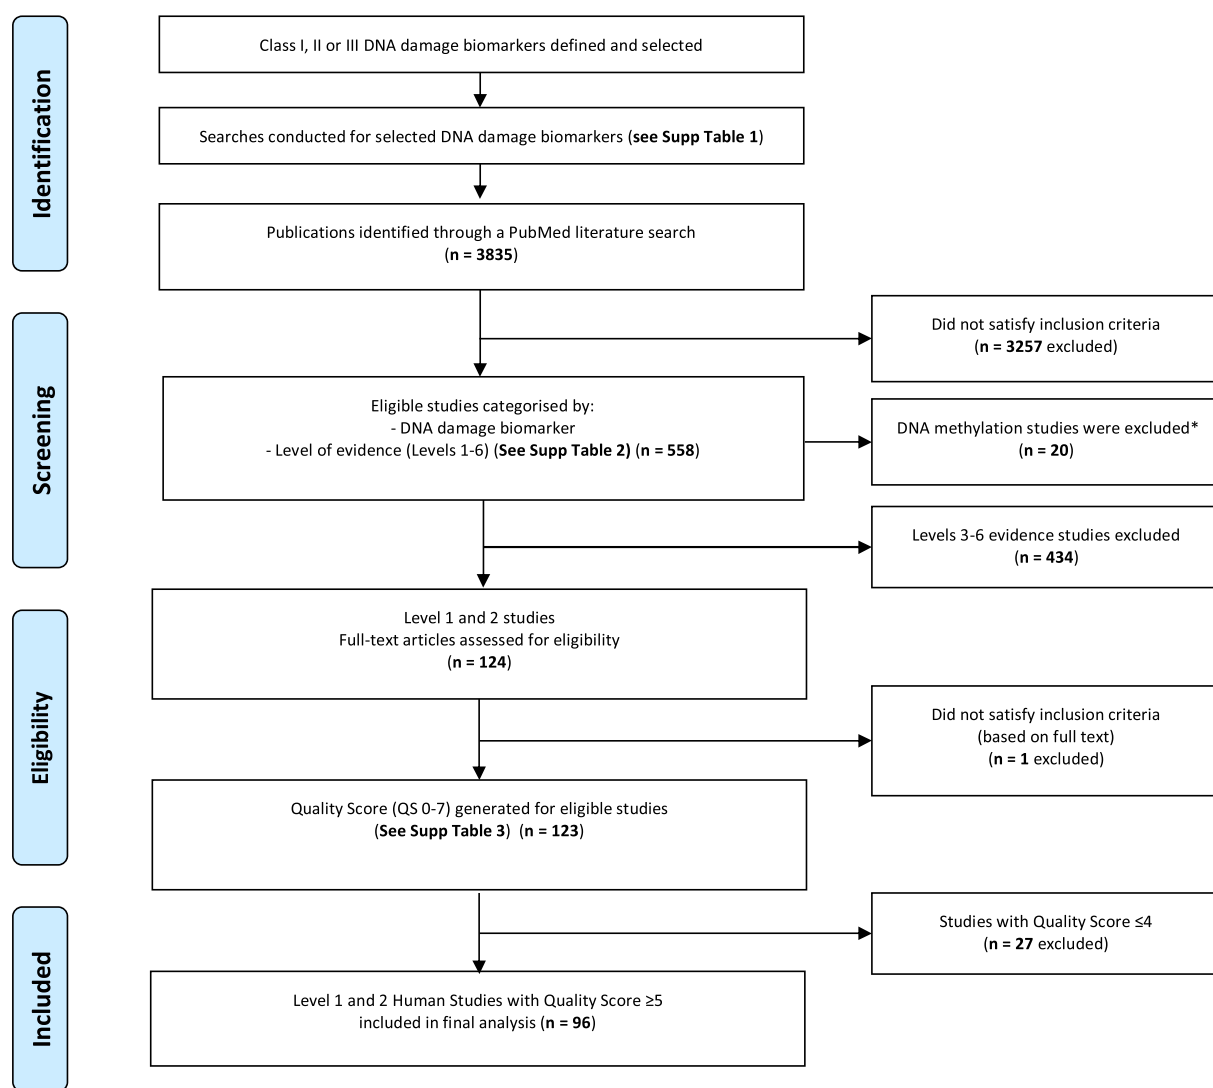 Identification
Class I, II or III DNA damage biomarkers defined and selected
Searches conducted for selected DNA damage biomarkers (see Supp Table 1)
Publications identified through a PubMed literature search
(n = 3835)
Screening
Did not satisfy inclusion criteria
(n = 3257 excluded)
Eligible studies categorised by:
- DNA damage biomarker
- Level of evidence (Levels 1-6) (See Supp Table 2) (n = 558)
DNA methylation studies were excluded*
(n = 20)
Levels 3-6 evidence studies excluded
(n = 434)
Eligibility
Level 1 and 2 studies
Full-text articles assessed for eligibility
(n = 124)
Did not satisfy inclusion criteria
(based on full text)
(n = 1 excluded)
Quality Score (QS 0-7) generated for eligible studies
(See Supp Table 3) (n = 123)
Included
Studies with Quality Score ≤4
(n = 27 excluded)
Level 1 and 2 Human Studies with Quality Score ≥5
included in final analysis (n = 96)